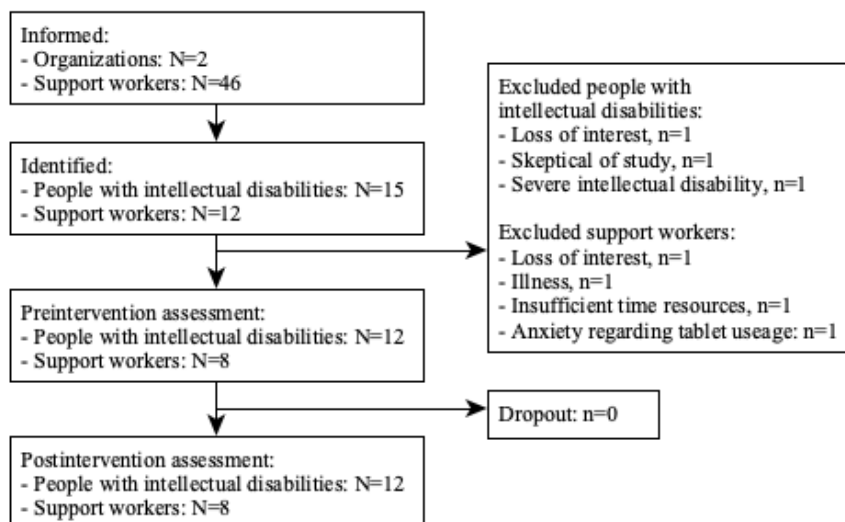 Informed:
- Organizations: N=2
- Support workers: N=46
Identified:
- People with intellectual disabilities: N=15
- Support workers: N=12
Excluded people with
intellectual disabilities:
- Loss of interest, n=1
- Skeptical of study, n=1
- Severe intellectual disability, n=1
Excluded support workers:
- Loss of interest, n=1
- Illness, n=1
- Insufficient time resources, n=1
- Anxiety regarding tablet useage: n=1
Preintervention assessment:
- People with intellectual disabilities: N=12
- Support workers: N=8
Dropout: n=0
Postintervention assessment:
- People with intellectual disabilities: N=12
- Support workers: N=8